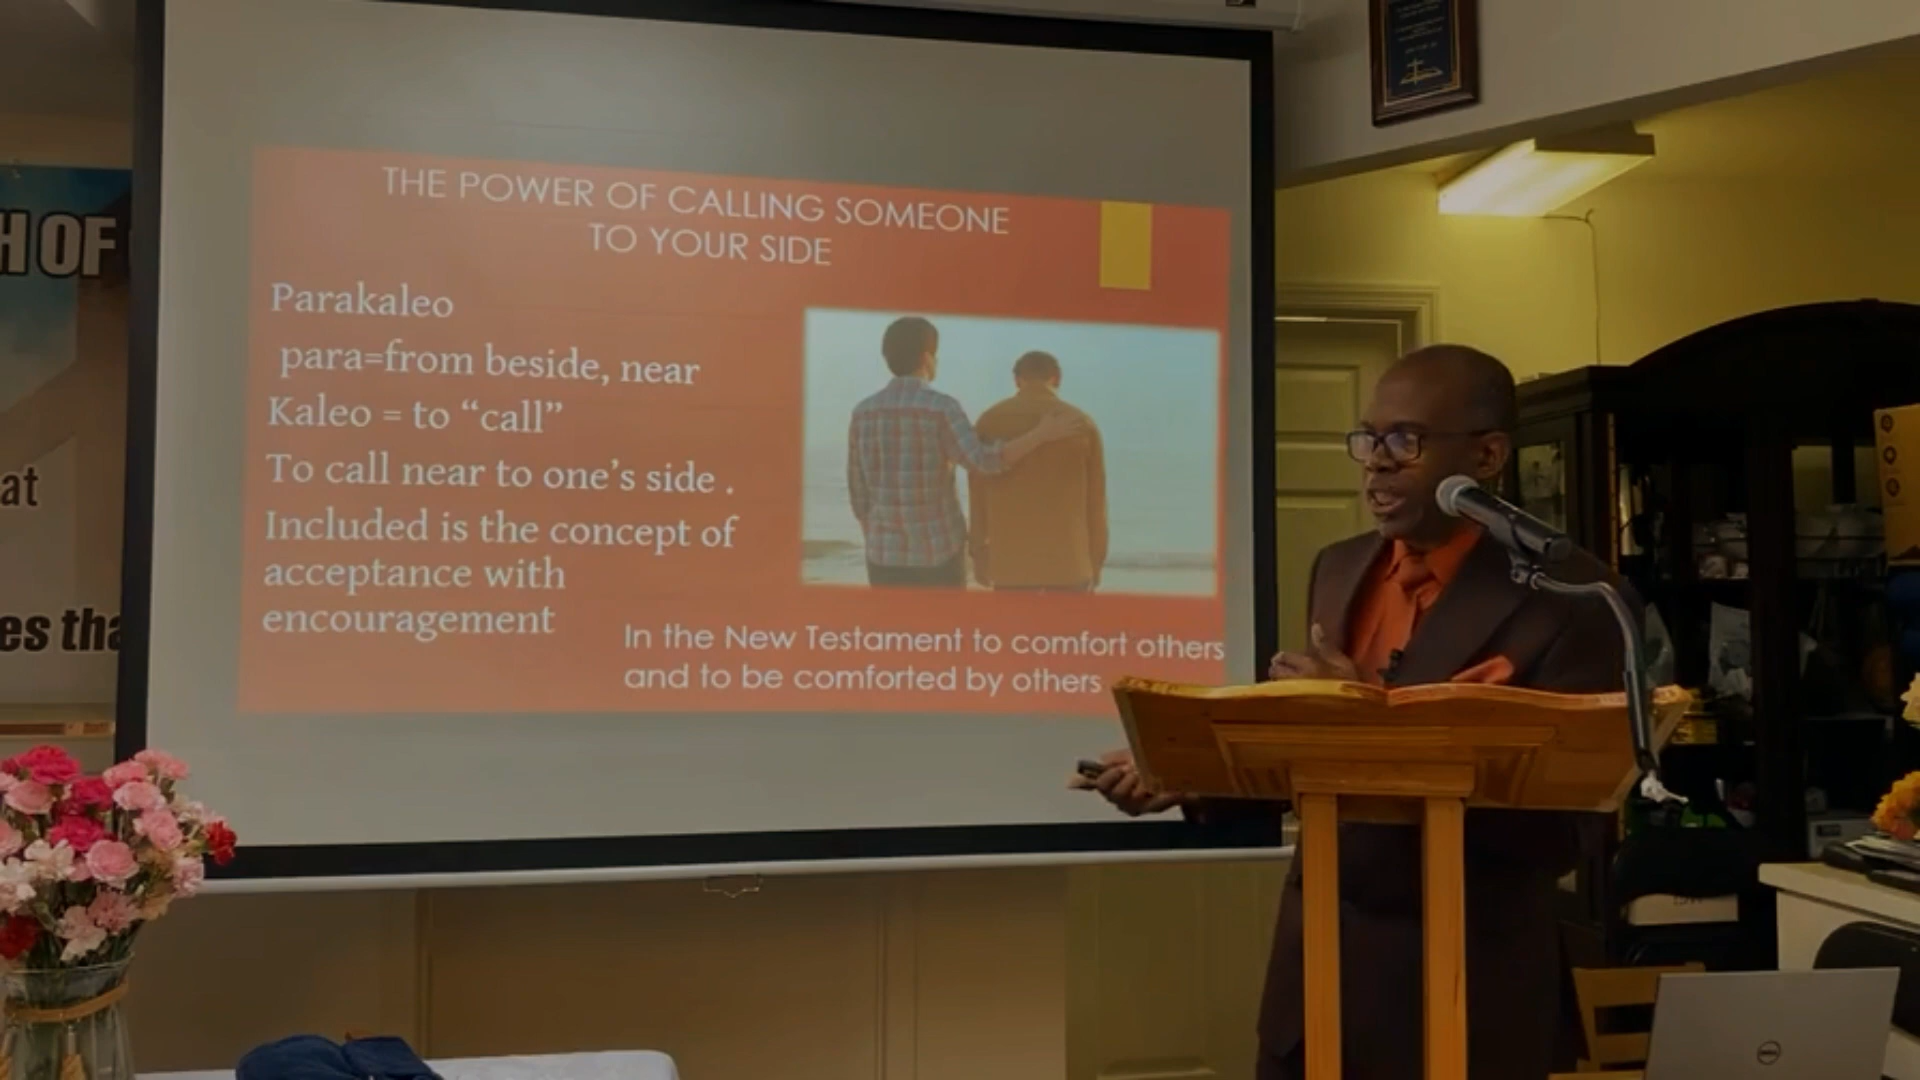 THE POWER OF CALLING SOMEONE
TO YOUR SIDE
Parakaleo
para=from beside, near
Kaleo = to “call”
To call near to one’s side .
Included is the concept of
acceptance with
encouragement
In the New Testament to comfort others
and to be comforted by others
H OF
at
es tha
DELL